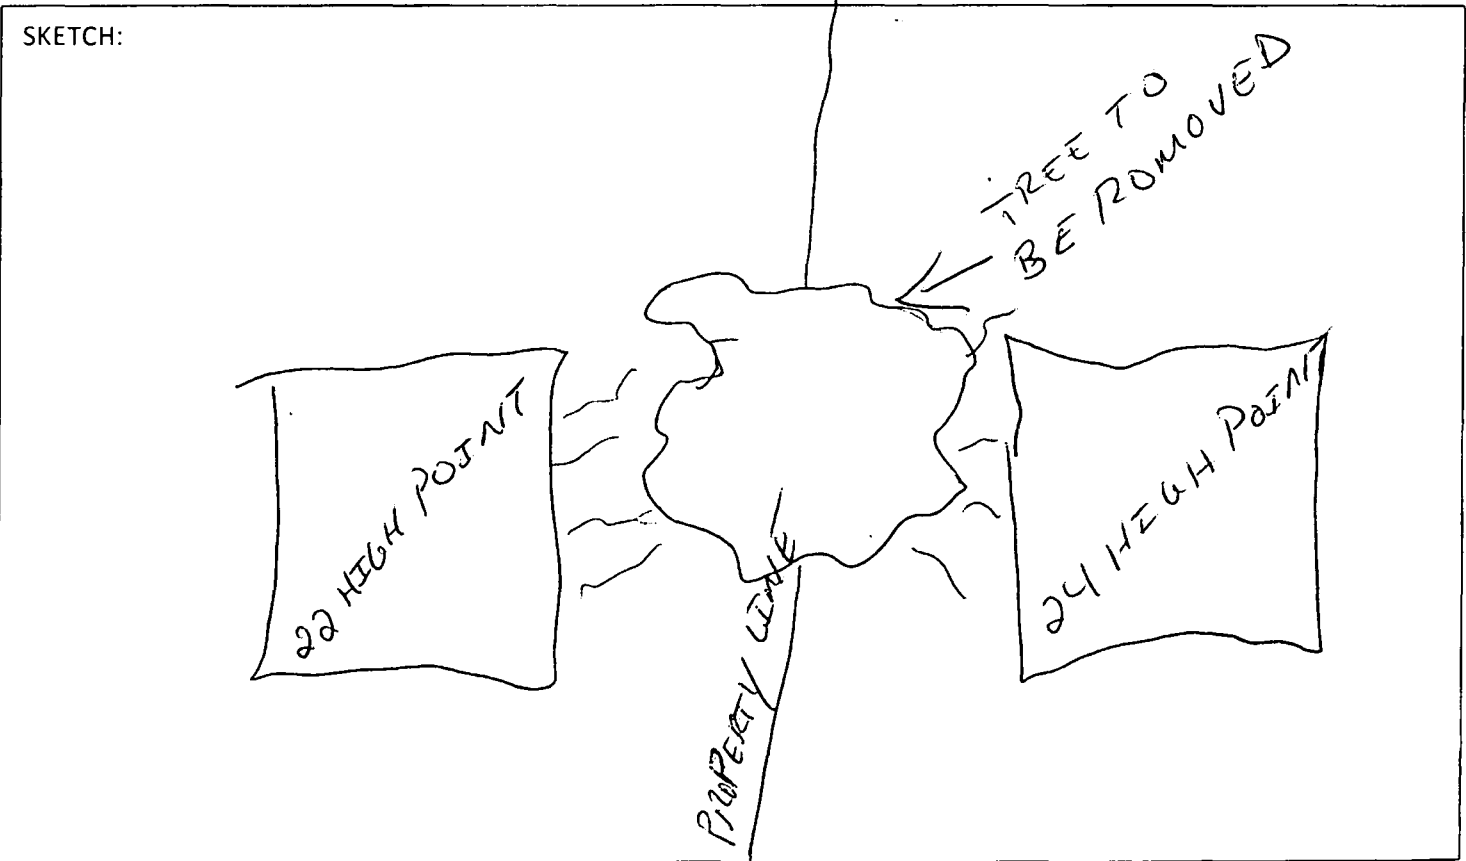 SKETCH:
TREE TO
BE ROMOVED
22 HIGH POINT
24 HIGH POINT
PROPERTY LINE